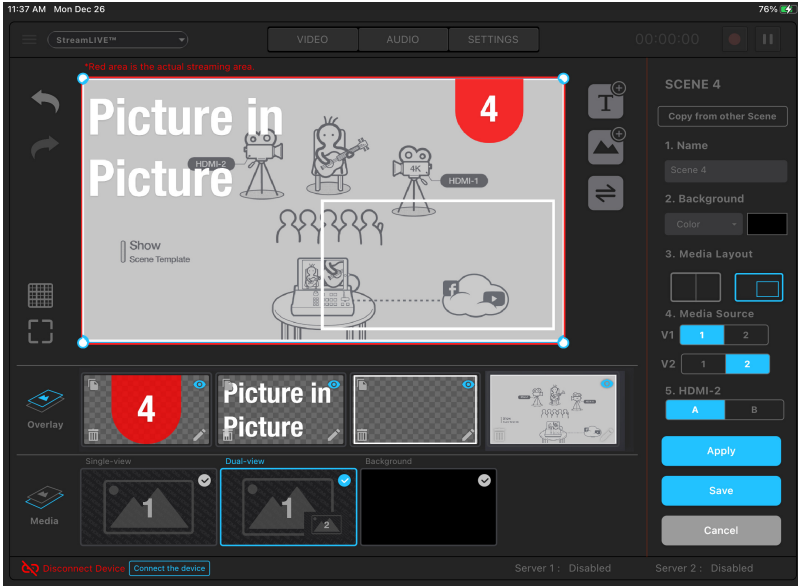 11:37 AM Mon Dec 26
76%
StreamLIVE™
VIDEO
AUDIO
SETTINGS
00:00:00
*Red area is the actual streaming area.
Picture in
Picture
4
HDMI-2
4K
HDMI-1
Show
Scene Template
T
SCENE 4
Copy from other Scene
1. Name
Scene 4
2. Background
Color
3. Media Layout
4. Media Source
V1 1 2
V2 1 2
5. HDMI-2
A B
Apply
Save
Cancel
Overlay
4
Picture in
Picture
Media
Single-view
1
Dual-view
1
2
Background
Disconnect Device
Connect the device
Server 1 : Disabled
Server 2 : Disabled